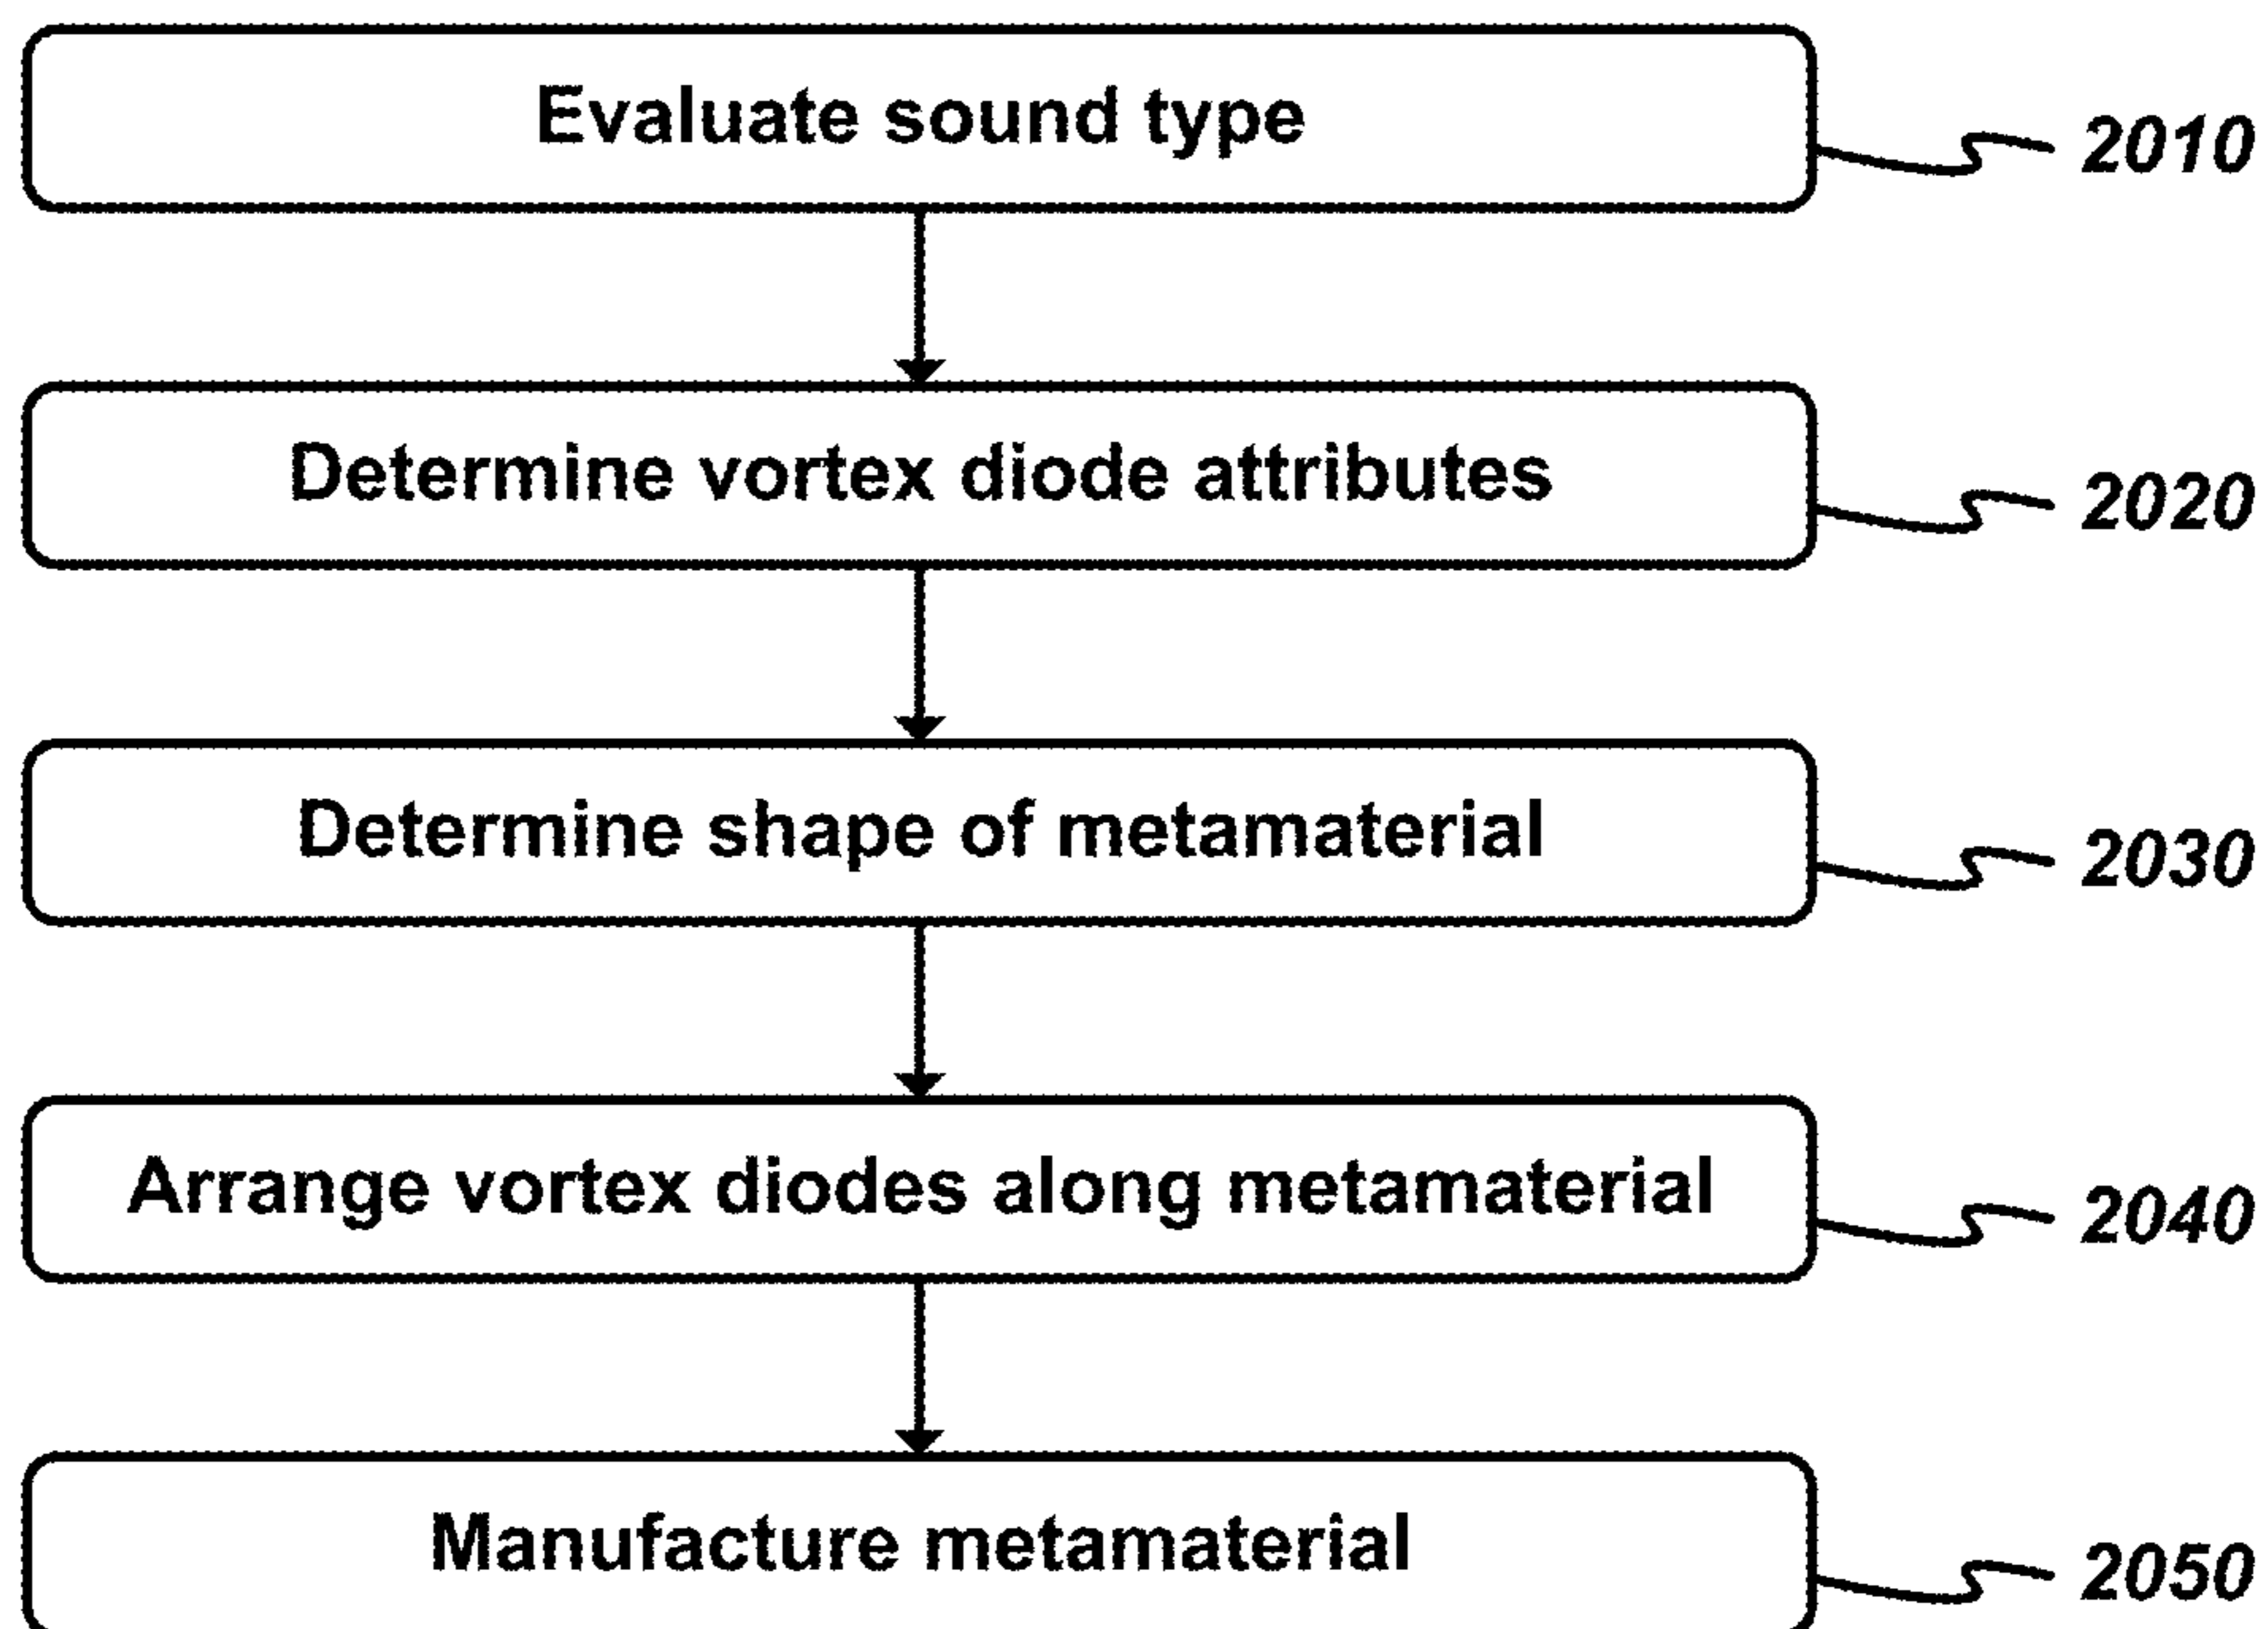 Evaluate sound type
2010
Determine vortex diode attributes
2020
Determine shape of metamaterial
2030
Arrange vortex diodes along metamaterial
2040
Manufacture metamaterial
2050